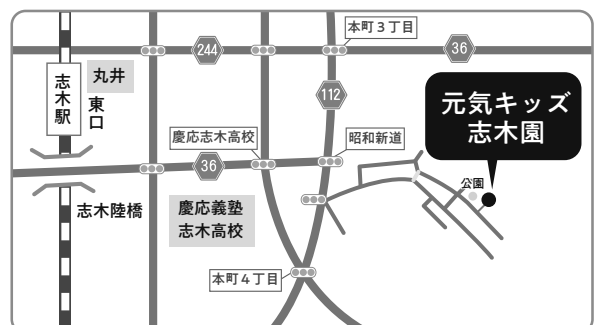 本町3丁目
244
36
丸井
志木駅
東口
112
元気キッズ
志木園
慶応志木高校
昭和新道
36
公園
志木陸橋
慶応義塾
志木高校
本町4丁目